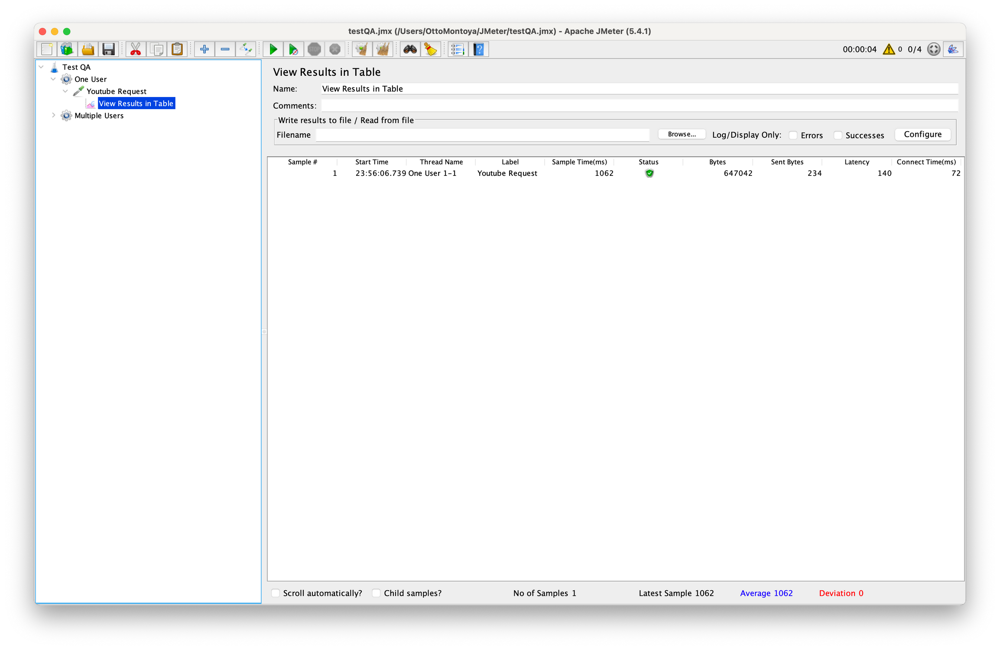 testQA.jmx (/Users/OttoMontoya/JMeter/testQA.jmx) - Apache JMeter (5.4.1)
STOP
00:00:04 0 0/4
Test QA
One User
Youtube Request
View Results in Table
Multiple Users
View Results in Table
Name: View Results in Table
Comments:
Write results to file / Read from file
Filename Browse... Log/Display Only: Errors Successes Configure
Sample # Start Time Thread Name Label Sample Time(ms) Status Bytes Sent Bytes Latency Connect Time(ms)
1 23:56:06.739 One User 1-1 Youtube Request 1062 647042 234 140 72
Scroll automatically? Child samples? No of Samples 1 Latest Sample 1062 Average 1062 Deviation 0